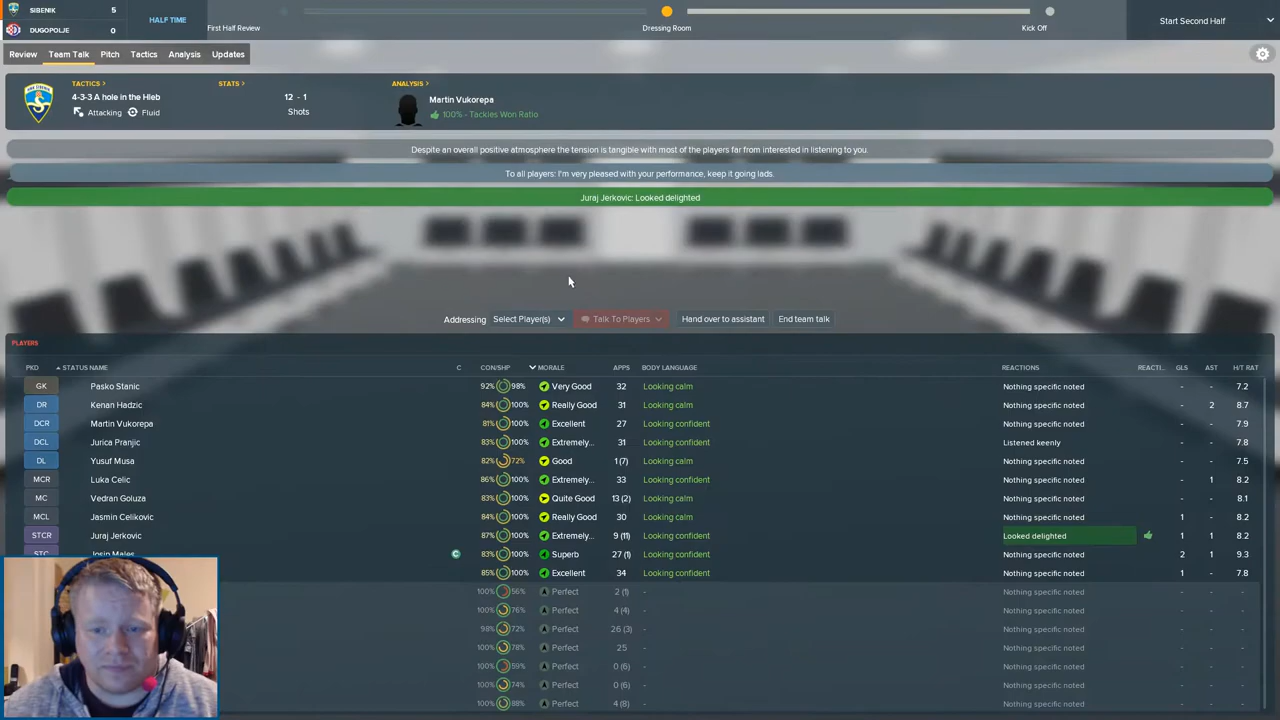 SIBENIK 5
DUGOPOLJE 0
HALF TIME
First Half Review
Dressing Room
Kick Off
Start Second Half
Review Team Talk Pitch Tactics Analysis Updates
TACTICS >
4-3-3 A hole in the Hleb
Attacking Fluid
STATS >
12 - 1
Shots
ANALYSIS >
Martin Vukorepa
100% - Tackles Won Ratio
Despite an overall positive atmosphere the tension is tangible with most of the players far from interested in listening to you.
To all players: I'm very pleased with your performance, keep it going lads.
Juraj Jerkovic: Looked delighted
Addressing Select Player(s) Talk To Players Hand over to assistant End team talk
PLAYERS
PKD STATUS NAME C CON/SHP MORALE APPS BODY LANGUAGE REACTIONS REACTI... GLS AST H/T RAT
GK Pasko Stanic 92% 98% Very Good 32 Looking calm Nothing specific noted - - 7.2
DR Kenan Hadzic 84% 100% Really Good 31 Looking calm Nothing specific noted - 2 8.7
DCR Martin Vukorepa 81% 100% Excellent 27 Looking confident Nothing specific noted - - 7.9
DCL Jurica Pranjic 83% 100% Extremely... 31 Looking confident Listened keenly - - 7.8
DL Yusuf Musa 82% 72% Good 1 (7) Looking calm Nothing specific noted - - 7.5
MCR Luka Celic 86% 100% Extremely... 33 Looking confident Nothing specific noted - 1 8.2
MC Vedran Goluza 83% 100% Quite Good 13 (2) Looking calm Nothing specific noted - - 8.1
MCL Jasmin Celikovic 84% 100% Really Good 30 Looking calm Nothing specific noted 1 - 8.2
STCR Juraj Jerkovic 87% 100% Extremely... 9 (11) Looking confident Looked delighted 1 1 8.2
STC Josip Males C 83% 100% Superb 27 (1) Looking confident Nothing specific noted 2 1 9.3
85% 100% Excellent 34 Looking confident Nothing specific noted 1 - 7.8
100% 56% Perfect 2 (1) - Nothing specific noted - - -
100% 76% Perfect 4 (4) - Nothing specific noted - - -
98% 72% Perfect 26 (3) - Nothing specific noted - - -
100% 78% Perfect 25 - Nothing specific noted - - -
100% 59% Perfect 0 (6) - Nothing specific noted - - -
100% 74% Perfect 0 (6) - Nothing specific noted - - -
100% 88% Perfect 4 (8) - Nothing specific noted - - -